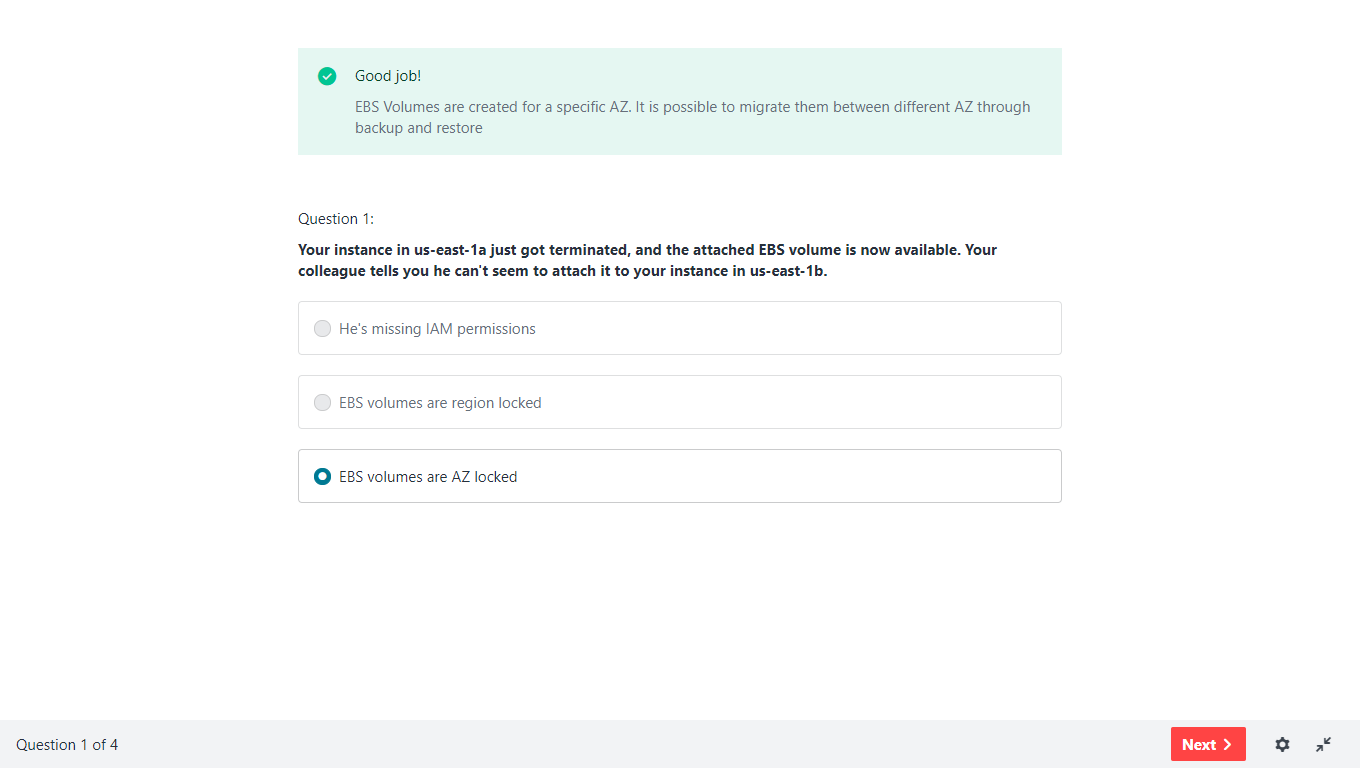 Good job!
EBS Volumes are created for a specific AZ. It is possible to migrate them between different AZ through
backup and restore
Question 1:
Your instance in us-east-1a just got terminated, and the attached EBS volume is now available. Your
colleague tells you he can't seem to attach it to your instance in us-east-1b.
He's missing IAM permissions
EBS volumes are region locked
EBS volumes are AZ locked
Question 1 of 4
Next